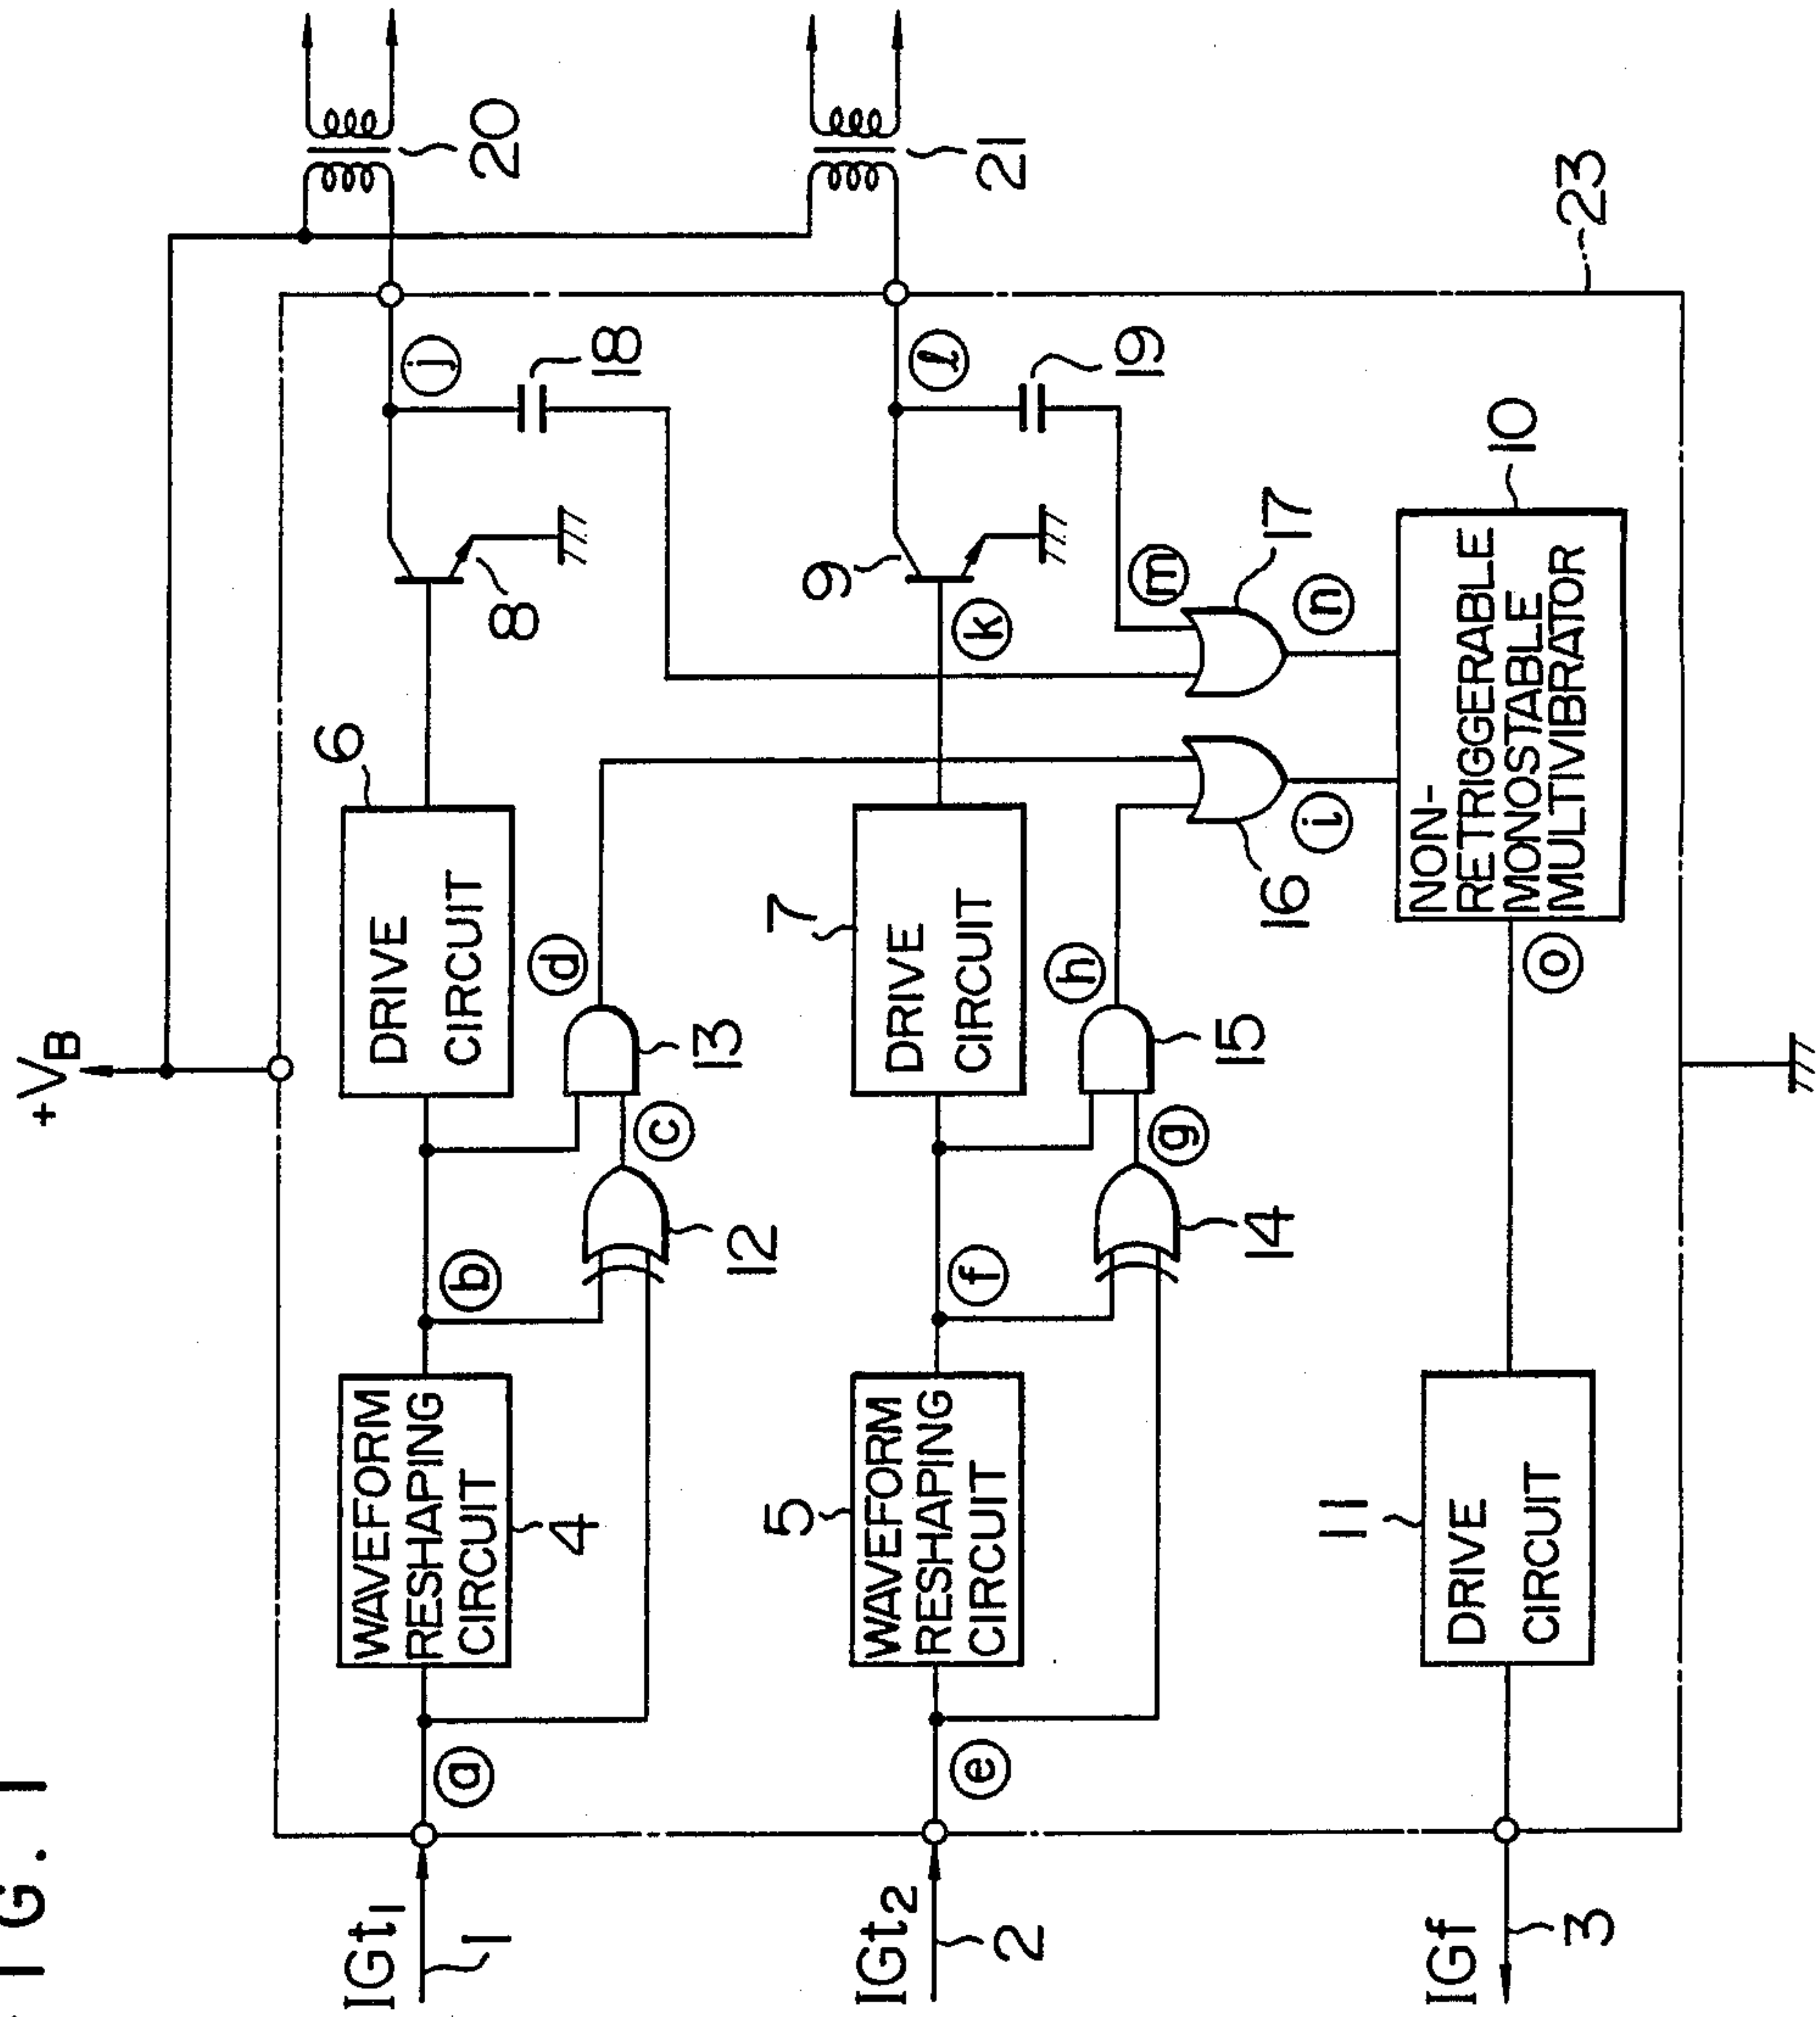 FIG. 1
+VB
20
21
23
IGt1
1
a
WAVEFORM
RESHAPING
CIRCUIT
4
b
12
c
13
d
DRIVE
CIRCUIT
6
8
j
18
IGt2
2
e
WAVEFORM
RESHAPING
CIRCUIT
5
f
14
g
15
h
DRIVE
CIRCUIT
7
k
9
l
19
m
17
n
16
i
IGf
3
DRIVE
CIRCUIT
11
o
NON-
RETRIGGERABLE
MONOSTABLE
MULTIVIBRATOR
10